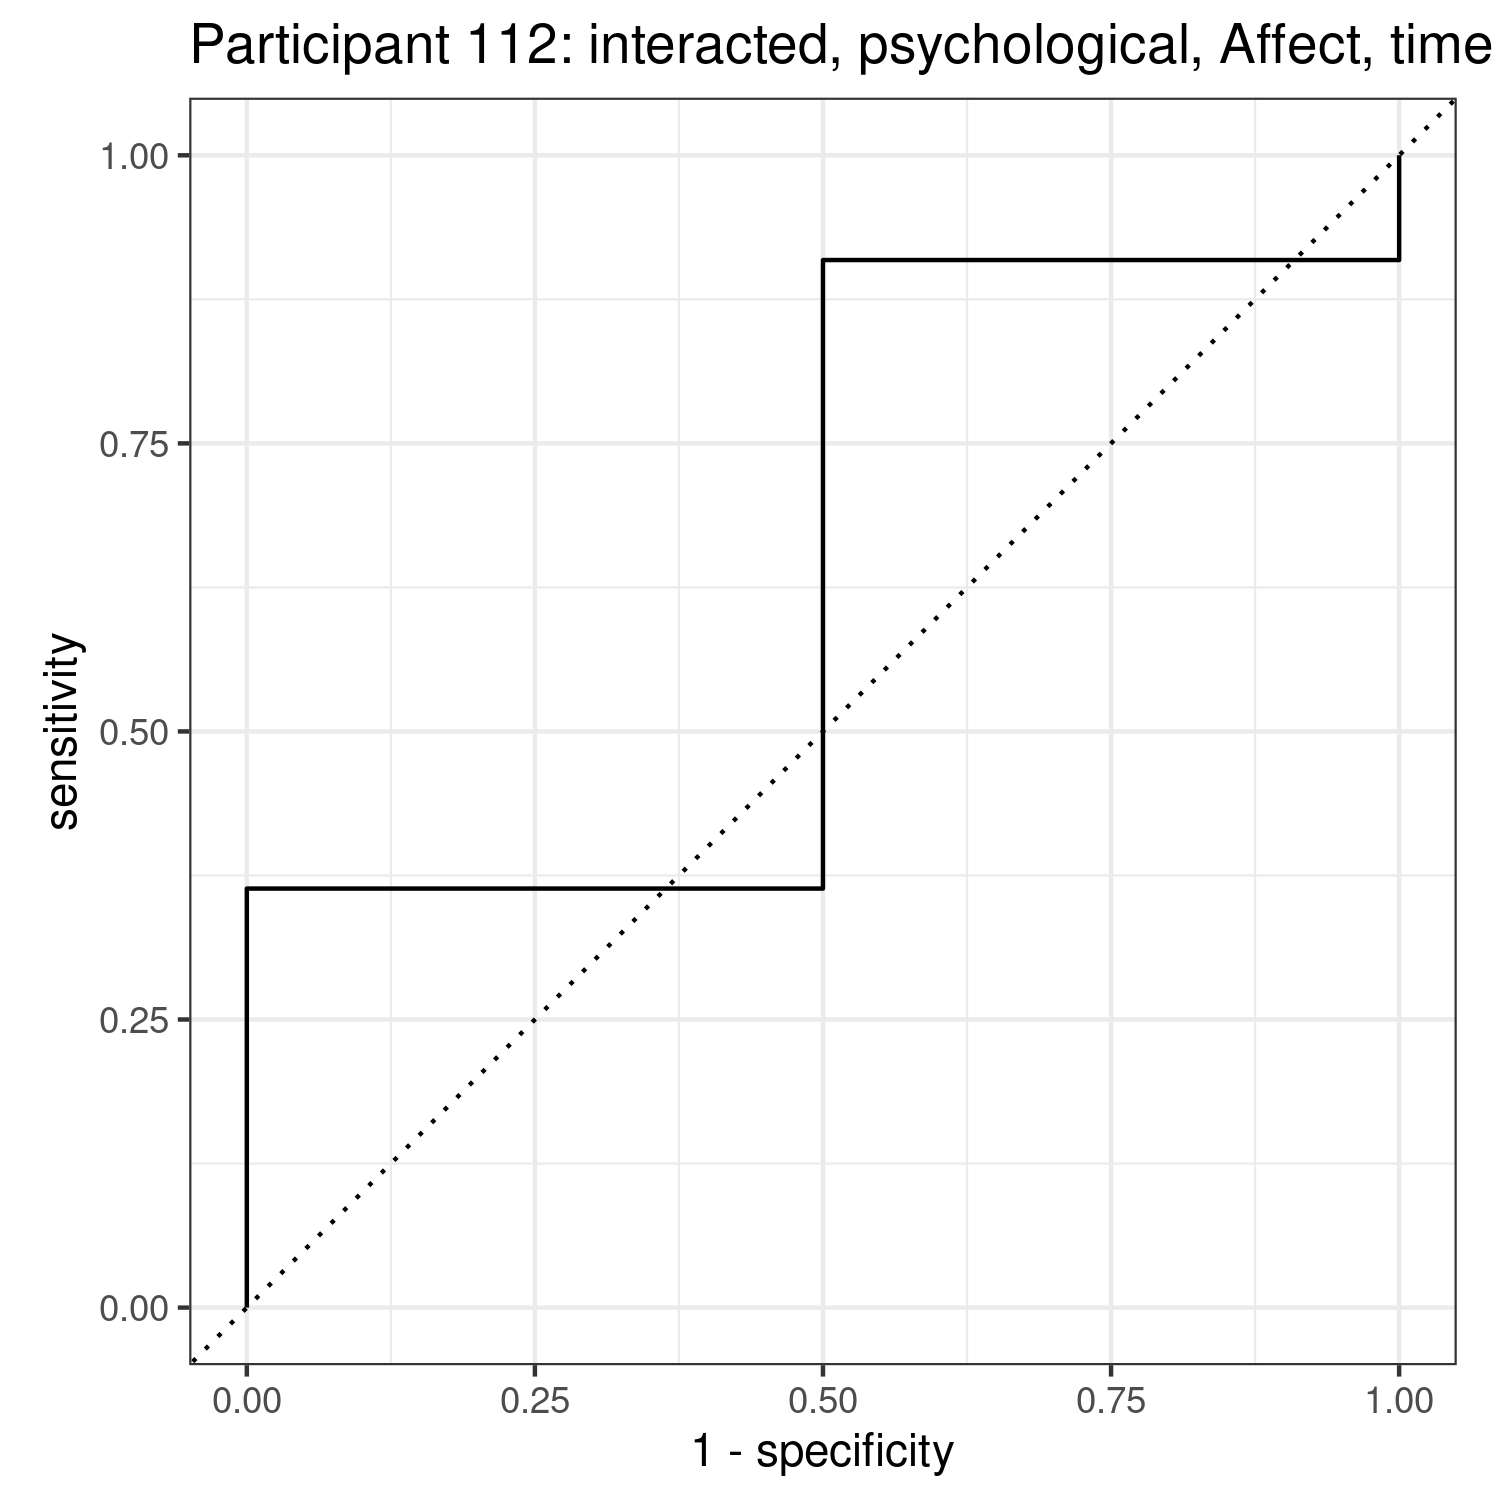 Participant 112: interacted, psychological, Affect, time
1.00
0.75
0.50
0.25
0.00
sensitivity
0.00 0.25 0.50 0.75 1.00
1 - specificity